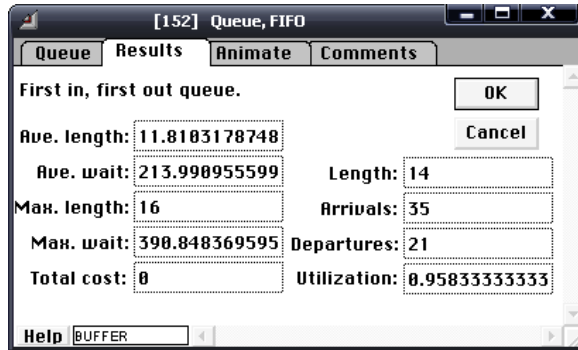 [152] Queue, FIFO
Queue Results Animate Comments
First in, first out queue.
OK
Cancel
Ave. length: 11.8103178748
Ave. wait: 213.990955599 Length: 14
Max. length: 16 Arrivals: 35
Max. wait: 390.848369595 Departures: 21
Total cost: 0 Utilization: 0.95833333333
Help BUFFER